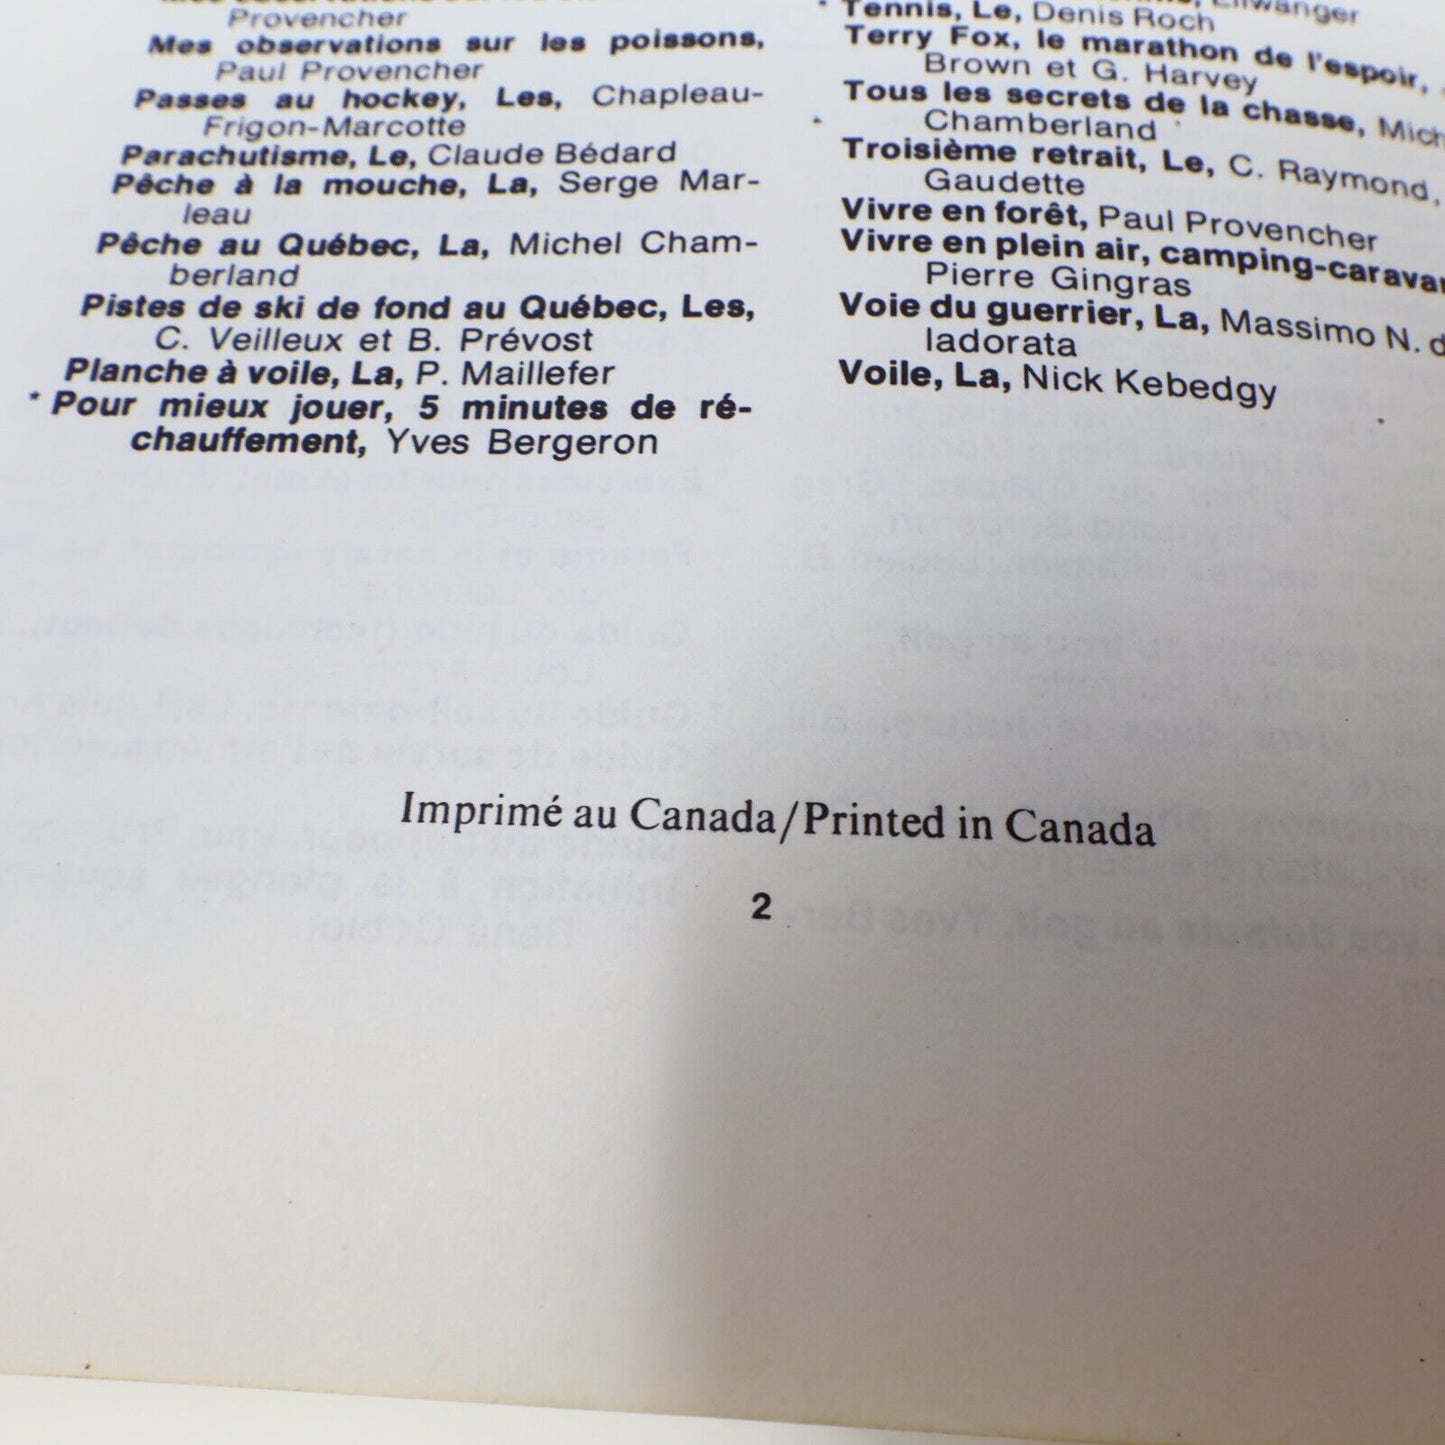 Provencher
Mes observations sur les poissons,
Paul Provencher
Passes au hockey, Les, Chapleau-
Frigon-Marcotte
Parachutisme, Le, Claude Bédard
Pêche à la mouche, La, Serge Mar-
leau
Pêche au Québec, La, Michel Cham-
berland
Pistes de ski de fond au Québec, Les,
C. Veilleux et B. Prévost
Planche à voile, La, P. Maillefer
* Pour mieux jouer, 5 minutes de ré-
chauffement, Yves Bergeron
Ellwanger
* Tennis, Le, Denis Roch
Terry Fox, le marathon de l'espoir,
Brown et G. Harvey
Tous les secrets de la chasse, Mich
Chamberland
Troisième retrait, Le, C. Raymond,
Gaudette
Vivre en forêt, Paul Provencher
Vivre en plein air, camping-caravan
Pierre Gingras
Voie du guerrier, La, Massimo N. d
ladorata
Voile, La, Nick Kebedgy
Imprimé au Canada/Printed in Canada
2